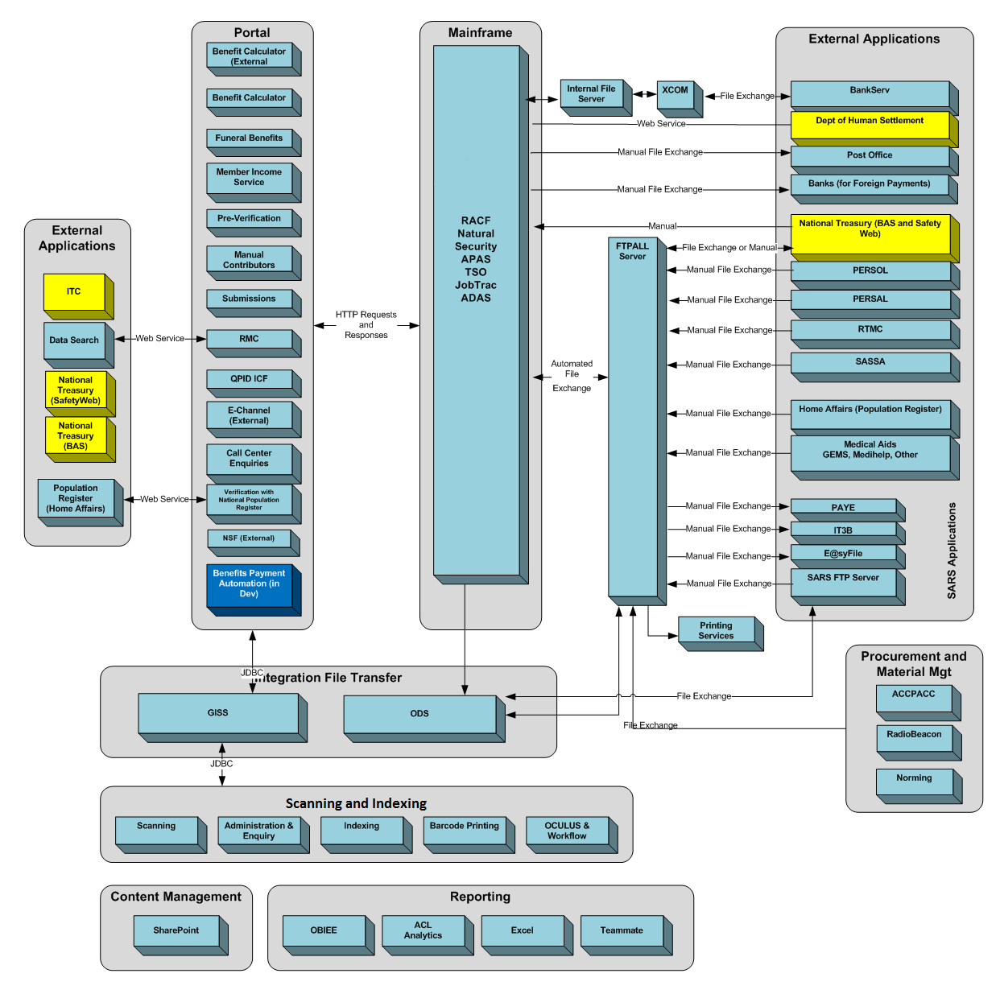 Portal
Benefit Calculator
(External
Benefit Calculator
Funeral Benefits
Member Income
Service
Pre-Verification
Manual
Contributors
Submissions
RMC
QPID ICF
E-Channel
(External)
Call Center
Enquiries
Verification with
National Population
Register
NSF (External)
Benefits Payment
Automation (in
Dev)
External
Applications
ITC
Data Search
National
Treasury
(SafetyWeb)
National
Treasury
(BAS)
Population
Register
(Home Affairs)
Web Service
Web Service
HTTP Requests
and
Responses
Mainframe
RACF
Natural
Security
APAS
TSO
JobTrac
ADAS
Internal File
Server
XCOM
File Exchange
Web Service
Manual File Exchange
Manual File Exchange
Manual
File Exchange or Manual
Manual File Exchange
Manual File Exchange
Manual File Exchange
Manual File Exchange
Manual File Exchange
Manual File Exchange
Manual File Exchange
Manual File Exchange
Manual File Exchange
Manual File Exchange
Automated
File
Exchange
FTPALL
Server
Printing
Services
External Applications
BankServ
Dept of Human Settlement
Post Office
Banks (for Foreign Payments)
National Treasury (BAS and Safety
Web)
PERSOL
PERSAL
RTMC
SASSA
Home Affairs (Population Register)
Medical Aids
GEMS, Medihelp, Other
PAYE
IT3B
E@syFile
SARS FTP Server
SARS Applications
Procurement and
Material Mgt
ACCPACC
RadioBeacon
Norming
File Exchange
File Exchange
JDBC
Integration File Transfer
GISS
ODS
JDBC
Scanning and Indexing
Scanning
Administration &
Enquiry
Indexing
Barcode Printing
OCULUS &
Workflow
Content Management
SharePoint
Reporting
OBIEE
ACL
Analytics
Excel
Teammate